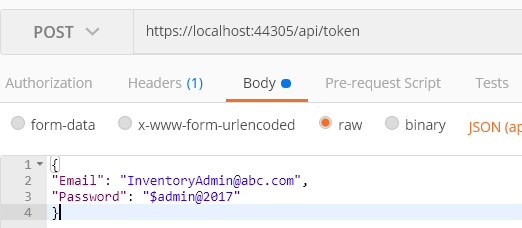 POST https://localhost:44305/api/token
Authorization Headers (1) Body Pre-request Script Tests
form-data x-www-form-urlencoded raw binary JSON (ap
1 {
2 "Email": "InventoryAdmin@abc.com",
3 "Password": "$admin@2017"
4 }